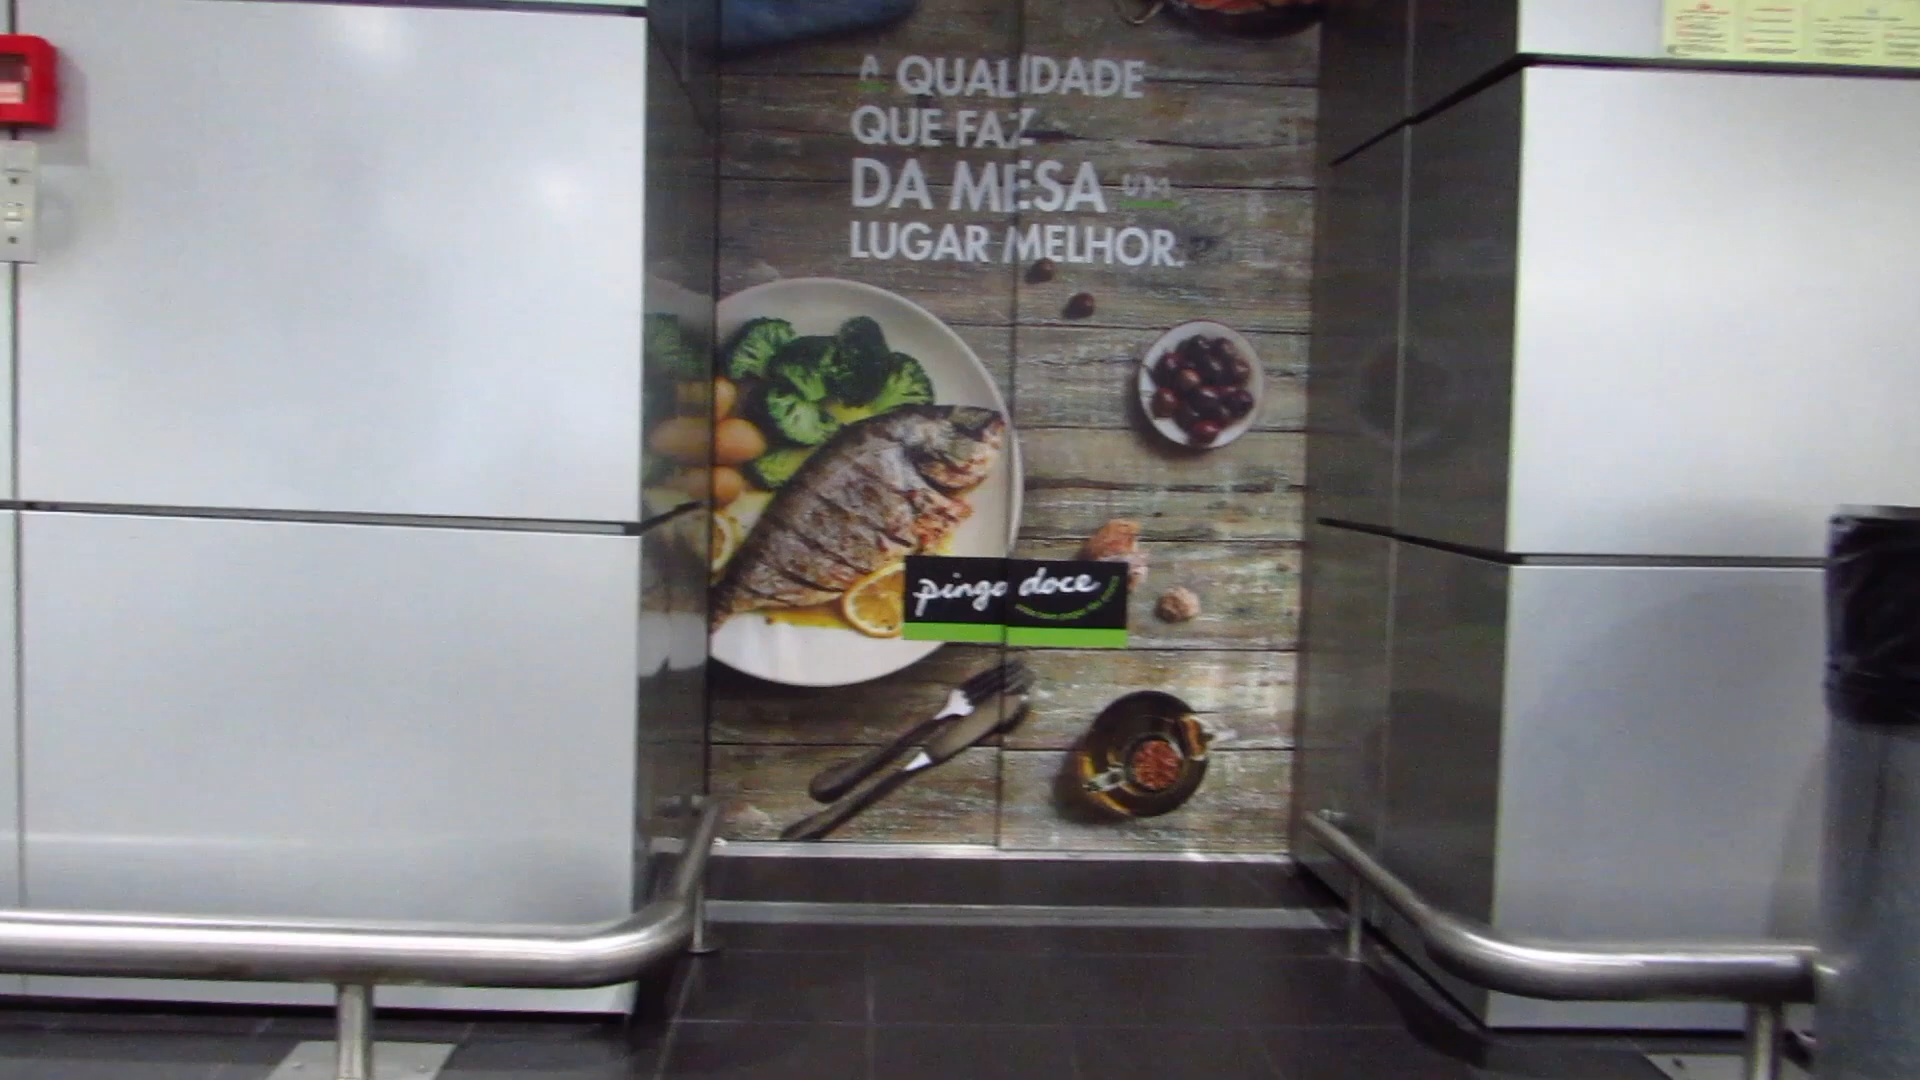 A QUALIDADE
QUE FAZ
DA MESA UM
LUGAR MELHOR.
pingo doce